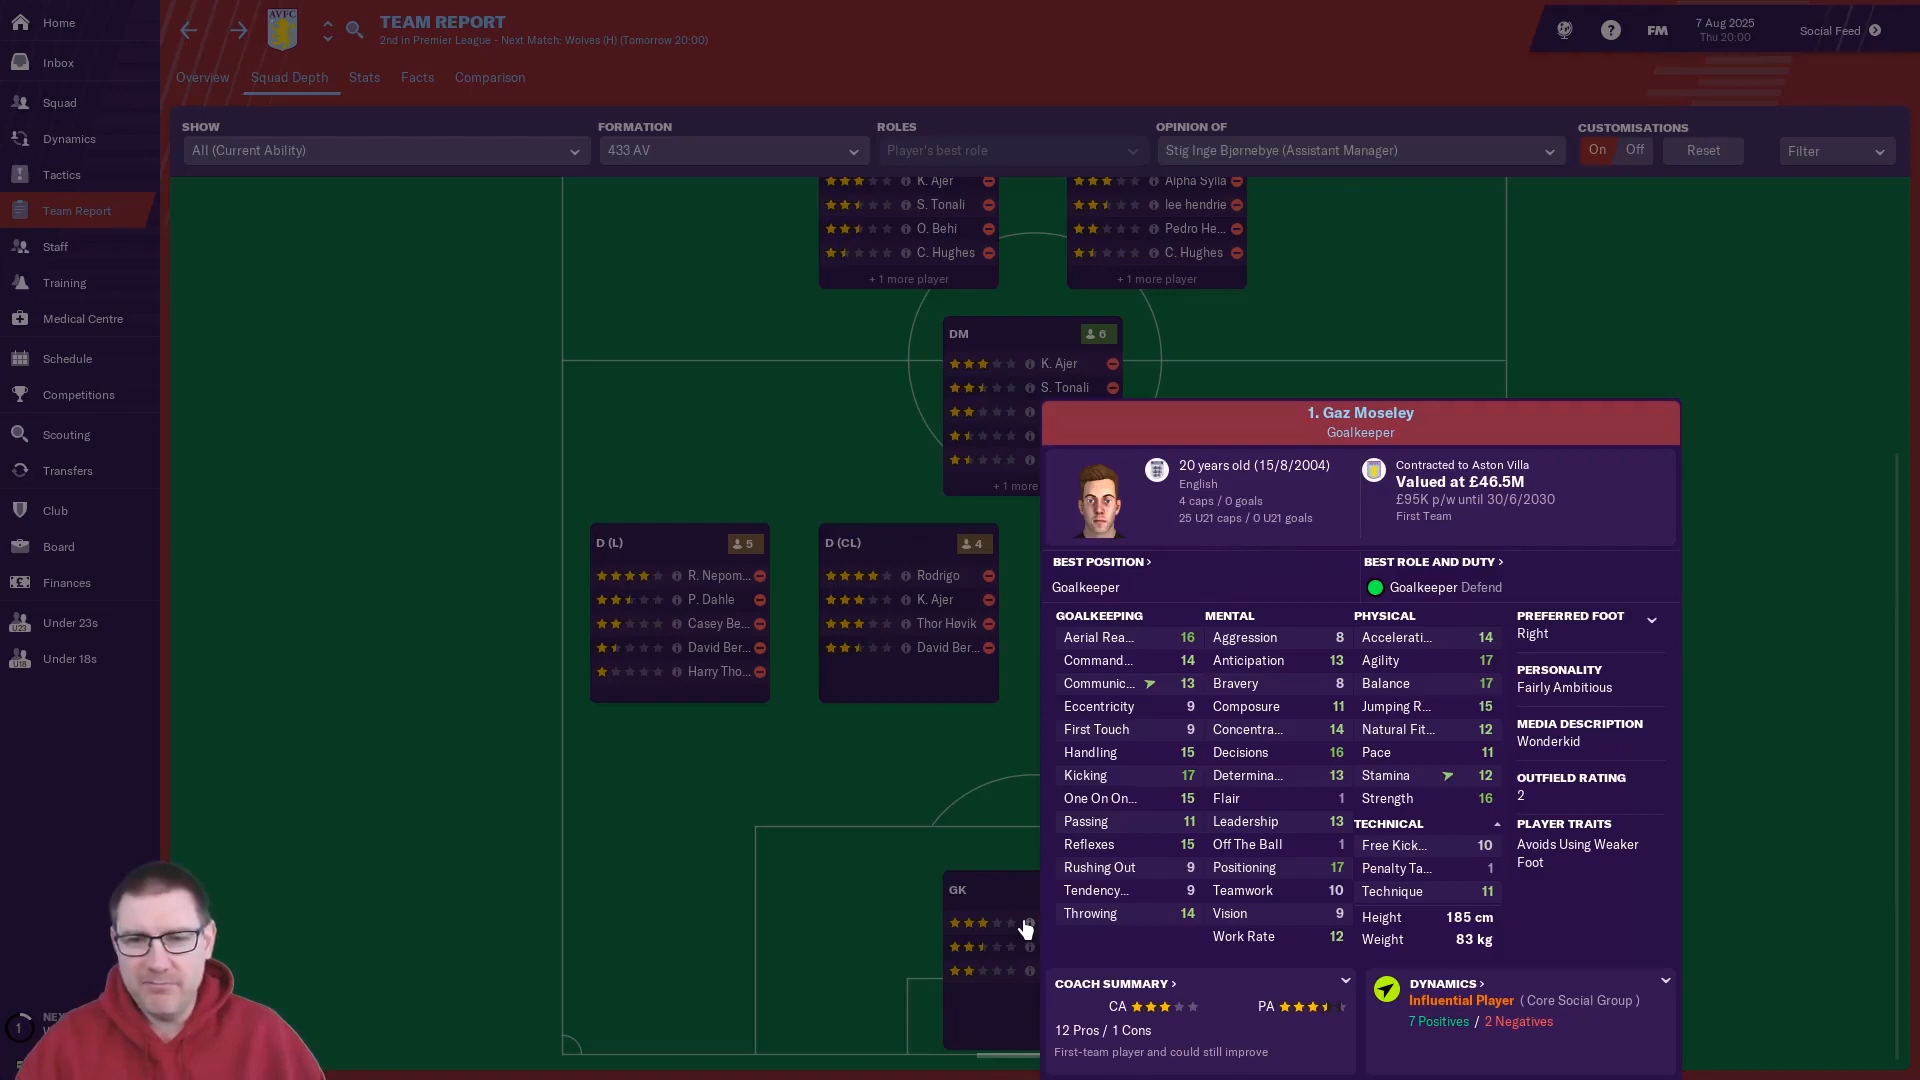 Home
Inbox
Squad
Dynamics
Tactics
Team Report
Staff
Training
Medical Centre
Schedule
Competitions
Scouting
Transfers
Club
Board
Finances
Under 23s
Under 18s
AVFC
TEAM REPORT
2nd in Premier League - Next Match: Wolves (H) (Tomorrow 20:00)
FM
7 Aug 2025
Thu 20:00
Social Feed
Overview
Squad Depth
Stats
Facts
Comparison
SHOW
All (Current Ability)
FORMATION
433 AV
ROLES
Player's best role
OPINION OF
Stig Inge Bjørnebye (Assistant Manager)
CUSTOMISATIONS
On
Off
Reset
Filter
K. Ajer
S. Tonali
O. Behi
C. Hughes
+ 1 more player
Alpha Sylla
lee hendrie
Pedro He...
C. Hughes
+ 1 more player
DM
6
K. Ajer
S. Tonali
+ 1 more
D (L)
5
R. Nepom...
P. Dahle
Casey Be...
David Ber...
Harry Tho...
D (CL)
4
Rodrigo
K. Ajer
Thor Høvik
David Ber...
GK
1. Gaz Moseley
Goalkeeper
20 years old (15/8/2004)
English
4 caps / 0 goals
25 U21 caps / 0 U21 goals
Contracted to Aston Villa
Valued at £46.5M
£95K p/w until 30/6/2030
First Team
BEST POSITION
Goalkeeper
BEST ROLE AND DUTY
Goalkeeper Defend
GOALKEEPING
Aerial Rea... 16
Command... 14
Communic... 13
Eccentricity 9
First Touch 9
Handling 15
Kicking 17
One On On... 15
Passing 11
Reflexes 15
Rushing Out 9
Tendency... 9
Throwing 14
MENTAL
Aggression 8
Anticipation 13
Bravery 8
Composure 11
Concentra... 14
Decisions 16
Determina... 13
Flair 1
Leadership 13
Off The Ball 1
Positioning 17
Teamwork 10
Vision 9
Work Rate 12
PHYSICAL
Accelerati... 14
Agility 17
Balance 17
Jumping R... 15
Natural Fit... 12
Pace 11
Stamina 12
Strength 16
TECHNICAL
Free Kick... 10
Penalty Ta... 1
Technique 11
Height 185 cm
Weight 83 kg
PREFERRED FOOT
Right
PERSONALITY
Fairly Ambitious
MEDIA DESCRIPTION
Wonderkid
OUTFIELD RATING
2
PLAYER TRAITS
Avoids Using Weaker
Foot
COACH SUMMARY
CA
PA
12 Pros / 1 Cons
First-team player and could still improve
DYNAMICS
Influential Player ( Core Social Group )
7 Positives / 2 Negatives
1